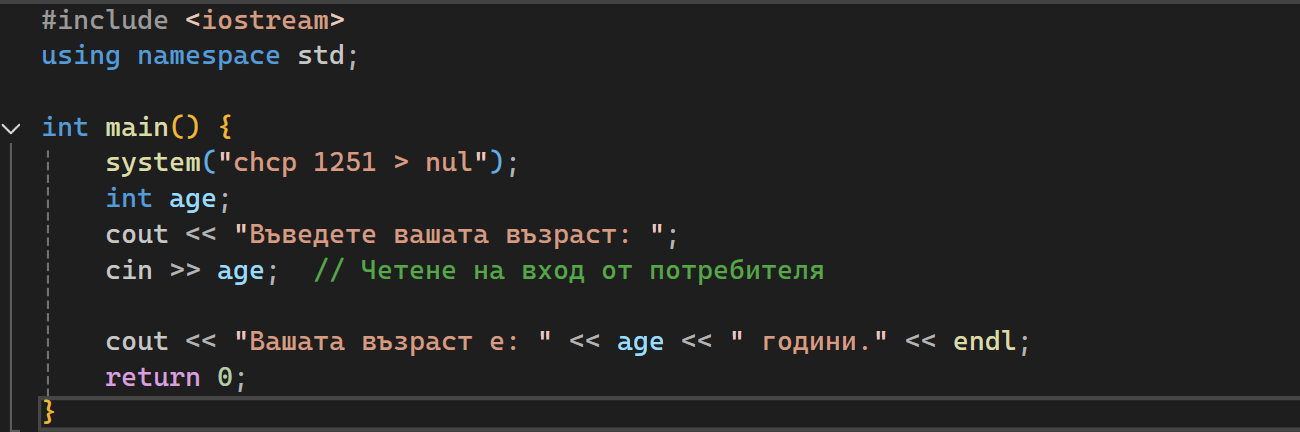 #include <iostream>
using namespace std;
int main() {
system("chcp 1251 > nul");
int age;
cout << "Въведете вашата възраст: ";
cin >> age;  // Четене на вход от потребителя
cout << "Вашата възраст е: " << age << " години." << endl;
return 0;
}